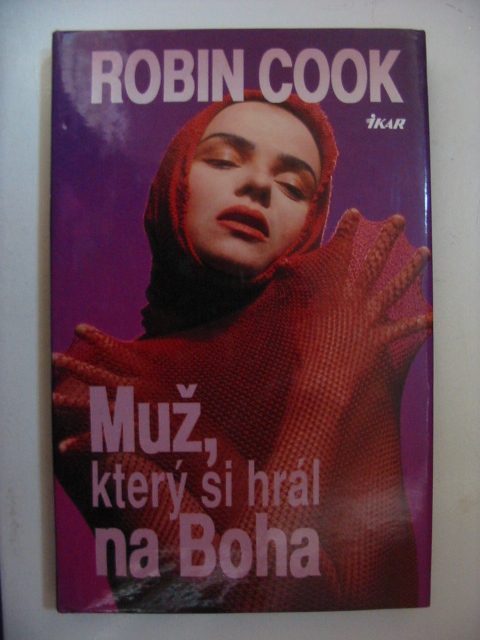 ROBIN COOK
IKAR
Muž,
který si hrál
na Boha